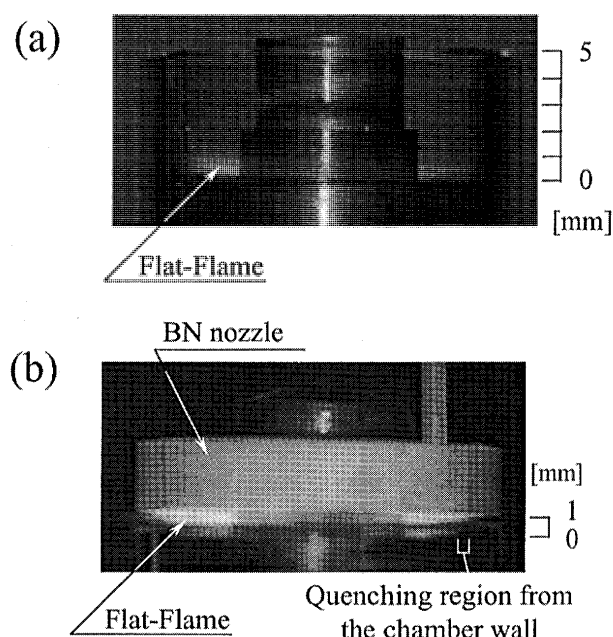 (a)
5
0
[mm]
Flat-Flame
BN nozzle
(b)
[mm]
1
0
Flat-Flame
Quenching region from
the chamber wall